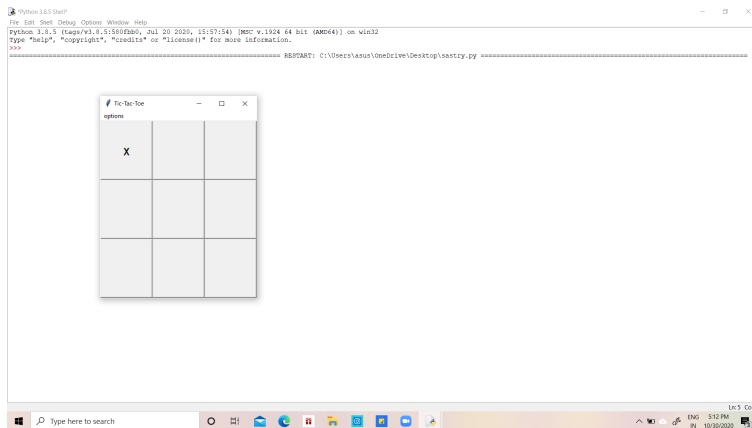 *Python 3.8.5 Shell*
File Edit Shell Debug Options Window Help
Python 3.8.5 (tags/v3.8.5:580fbb0, Jul 20 2020, 15:57:54) [MSC v.1924 64 bit (AMD64)] on win32
Type "help", "copyright", "credits" or "license()" for more information.
>>>
RESTART: C:\Users\asus\OneDrive\Desktop\sastry.py
Tic-Tac-Toe
options
X
Ln: 5 Co
Type here to search
ENG 5:12 PM
IN 10/30/2020